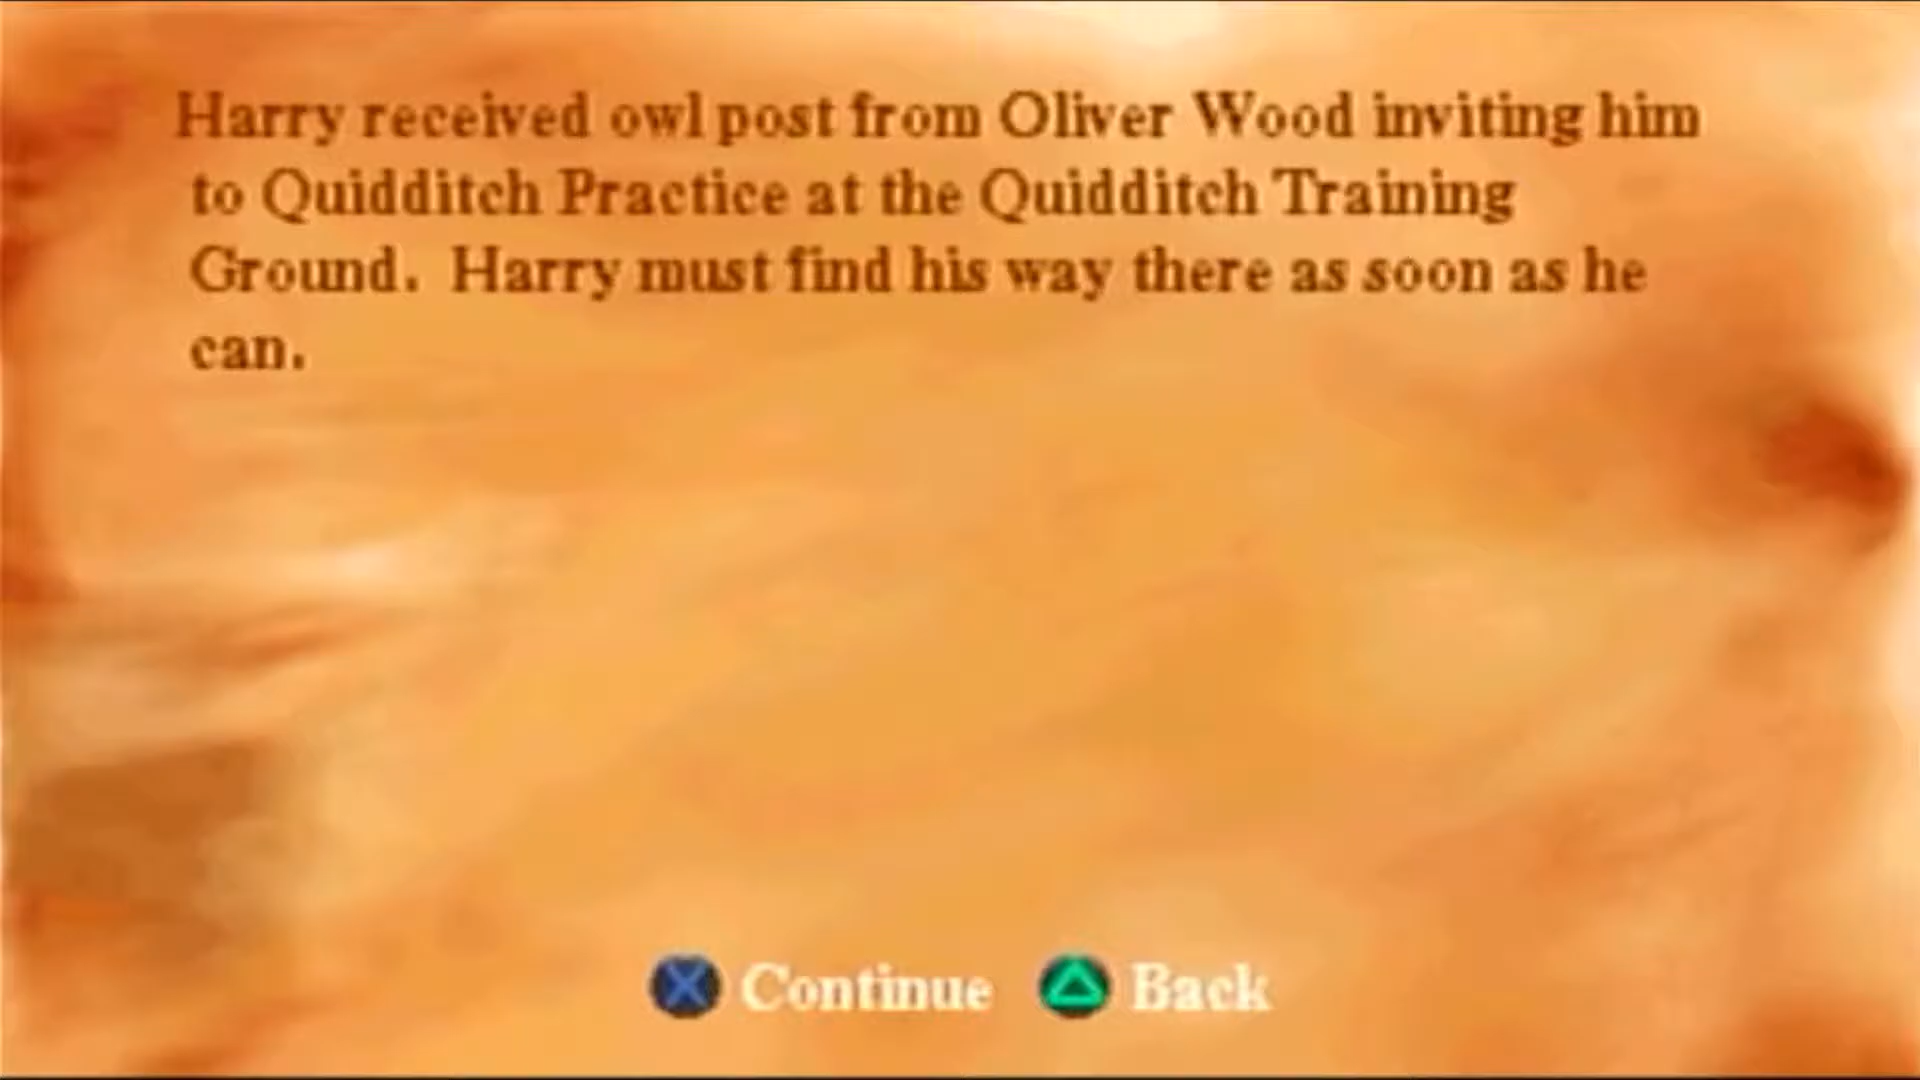 Harry received owl post from Oliver Wood inviting him
to Quidditch Practice at the Quidditch Training
Ground.  Harry must find his way there as soon as he
can.
Continue Back